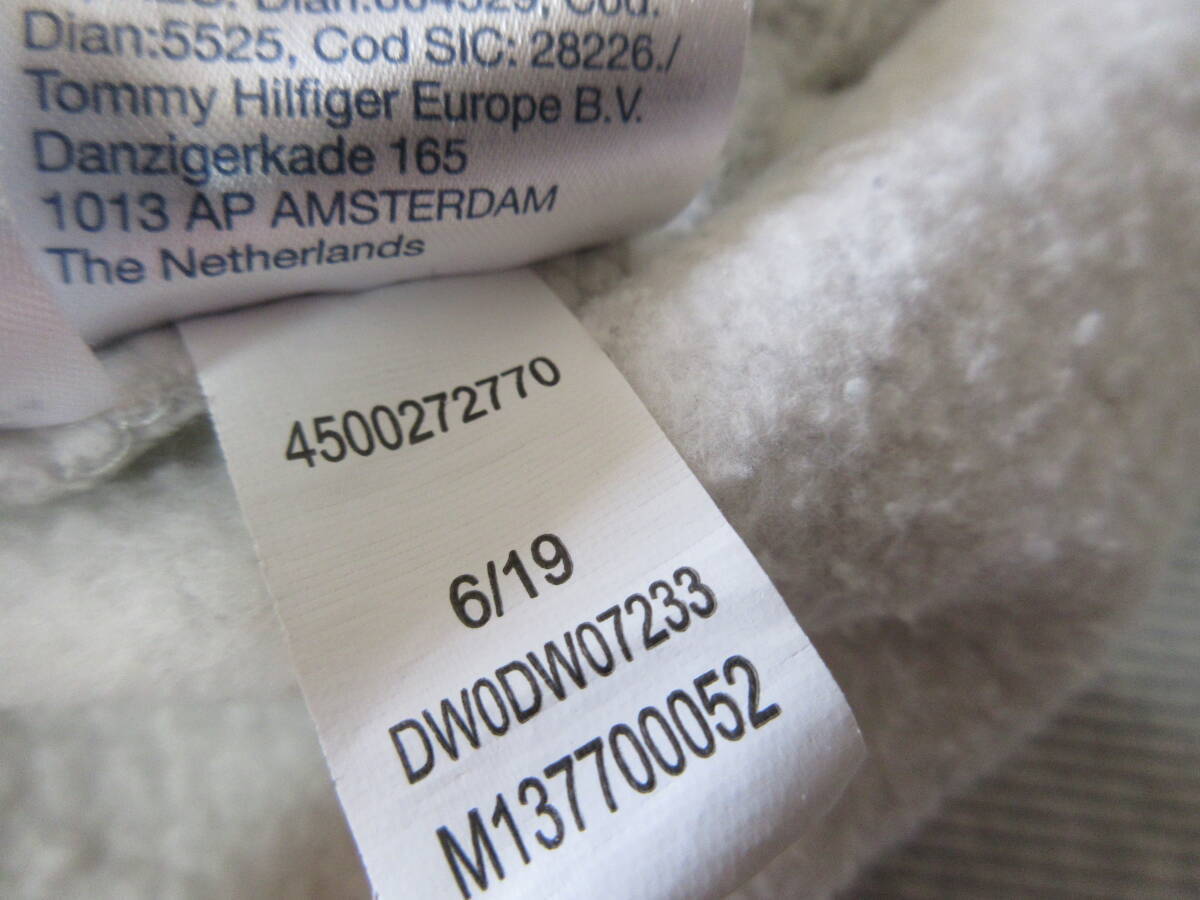 Dian:5525, Cod SIC: 28226./
Tommy Hilfiger Europe B.V.
Danzigerkade 165
1013 AP AMSTERDAM
The Netherlands
4500272770
6/19
DW0DW07233
M137700052